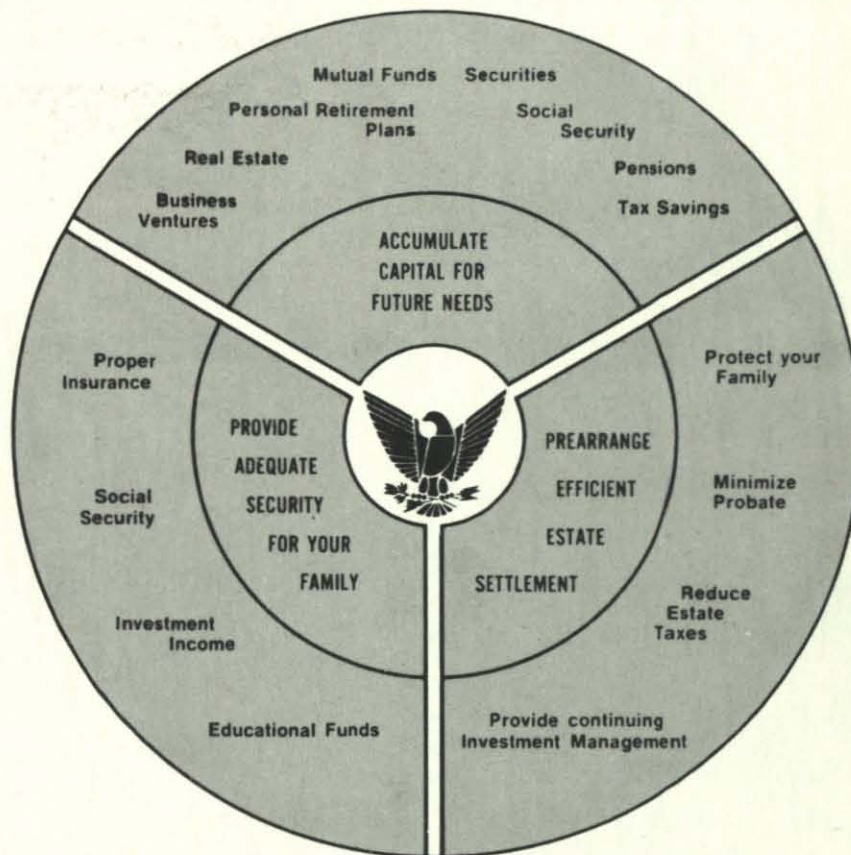 Mutual Funds
Securities
Personal Retirement
Plans
Social
Security
Real Estate
Pensions
Business
Ventures
Tax Savings
ACCUMULATE
CAPITAL FOR
FUTURE NEEDS
Proper
Insurance
Social
Security
Investment
Income
Educational Funds
PROVIDE
ADEQUATE
SECURITY
FOR YOUR
FAMILY
PREARRANGE
EFFICIENT
ESTATE
SETTLEMENT
Protect your
Family
Minimize
Probate
Reduce
Estate
Taxes
Provide continuing
Investment Management